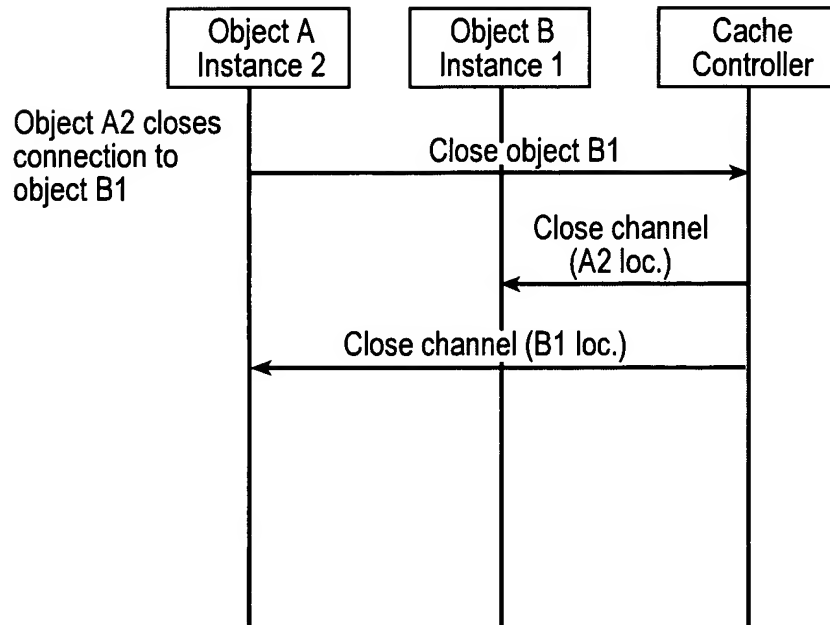 Object A
Instance 2
Object B
Instance 1
Cache
Controller
Object A2 closes
connection to
object B1
Close object B1
Close channel
(A2 loc.)
Close channel (B1 loc.)